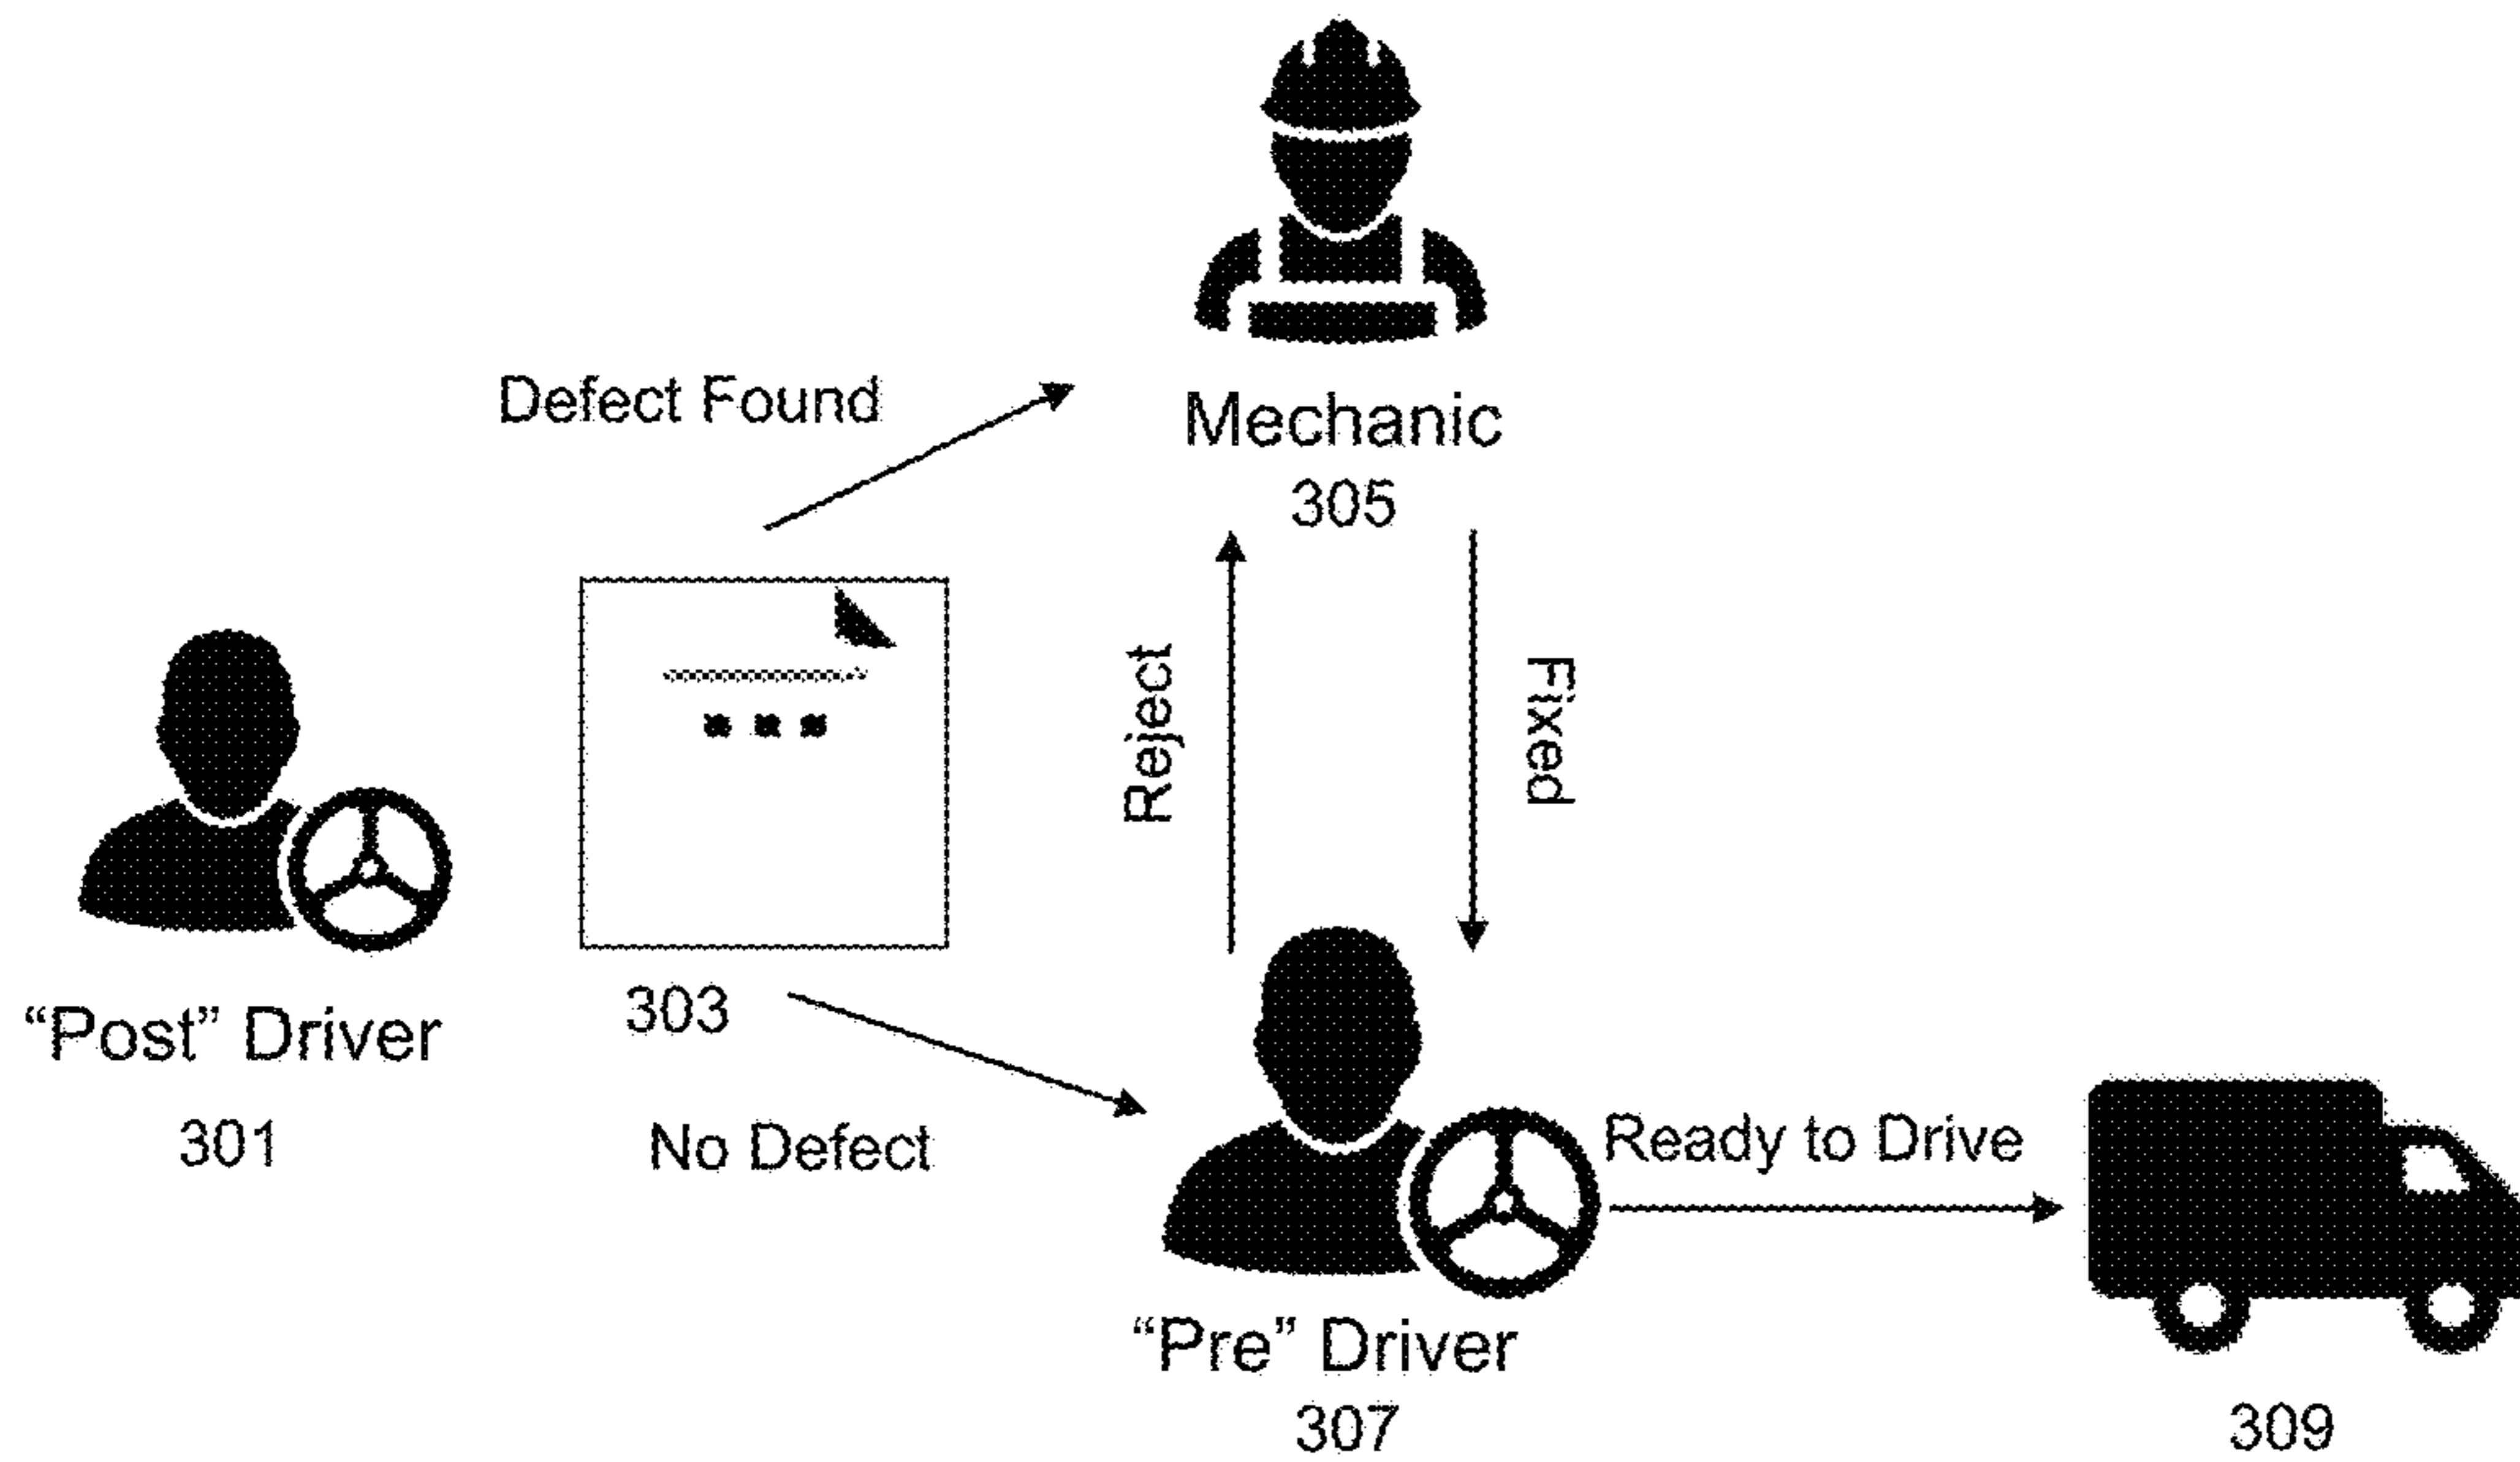 Defect Found
Mechanic
305
Reject
Fixed
“Post” Driver
301
303
No Defect
Ready to Drive
“Pre” Driver
307
309